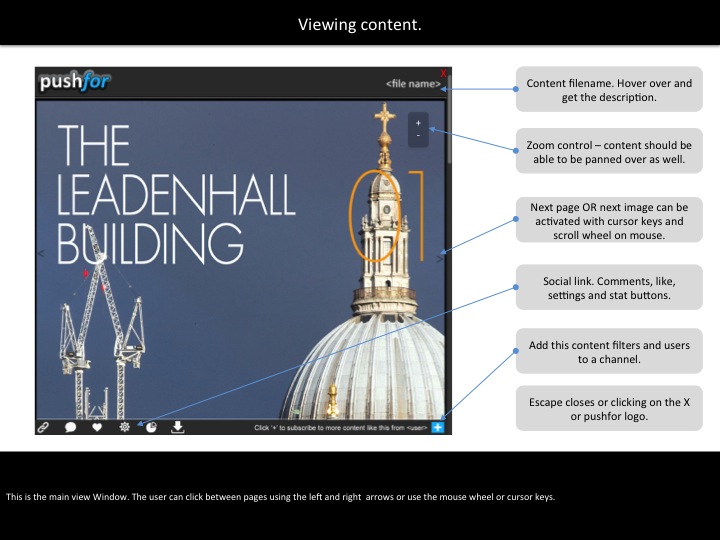 Viewing content.
pushfor
X
<file name>
+
-
THE
LEADENHALL
BUILDING
01
<
>
Click '+' to subscribe to more content like this from <user>
+
Content filename. Hover over and
get the description.
Zoom control – content should be
able to be panned over as well.
Next page OR next image can be
activated with cursor keys and
scroll wheel on mouse.
Social link. Comments, like,
settings and stat buttons.
Add this content filters and users
to a channel.
Escape closes or clicking on the X
or pushfor logo.
This is the main view Window. The user can click between pages using the left and right  arrows or use the mouse wheel or cursor keys.